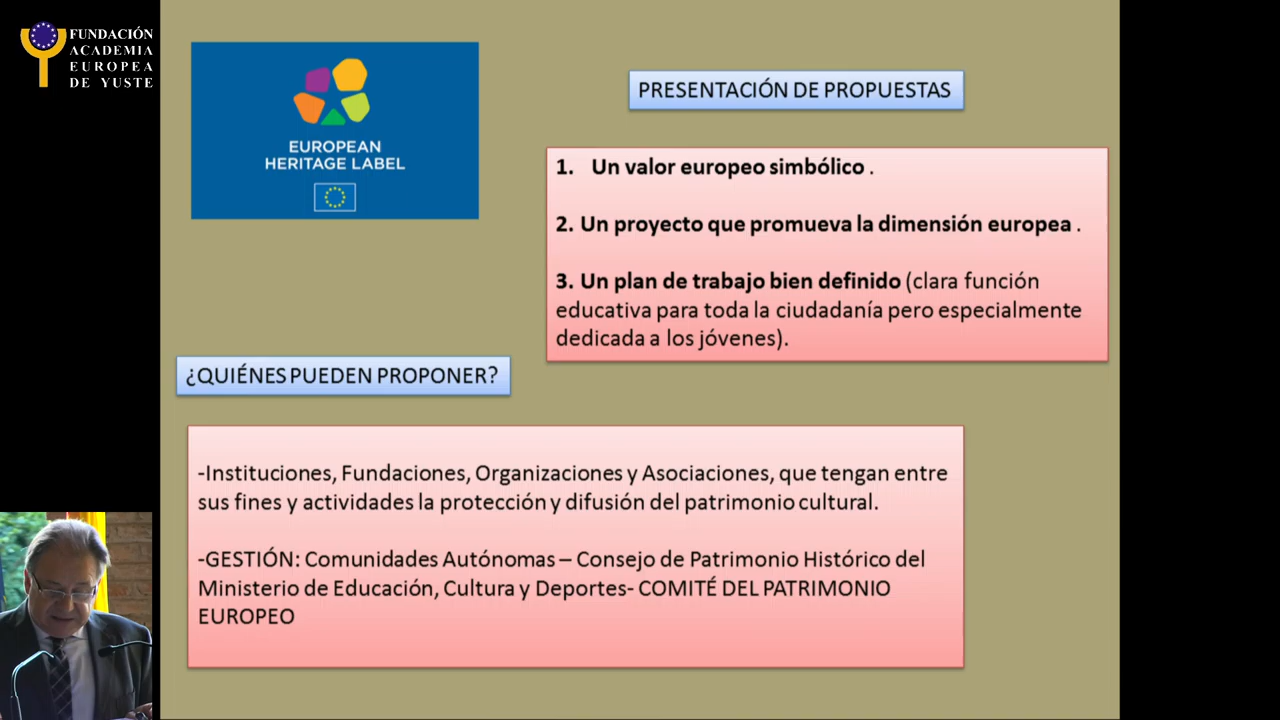 FUNDACIÓN
ACADEMIA
EUROPEA
DE YUSTE
EUROPEAN
HERITAGE LABEL
PRESENTACIÓN DE PROPUESTAS
1. Un valor europeo simbólico .
2. Un proyecto que promueva la dimensión europea .
3. Un plan de trabajo bien definido (clara función
educativa para toda la ciudadanía pero especialmente
dedicada a los jóvenes).
¿QUIÉNES PUEDEN PROPONER?
-Instituciones, Fundaciones, Organizaciones y Asociaciones, que tengan entre
sus fines y actividades la protección y difusión del patrimonio cultural.
-GESTIÓN: Comunidades Autónomas – Consejo de Patrimonio Histórico del
Ministerio de Educación, Cultura y Deportes- COMITÉ DEL PATRIMONIO
EUROPEO